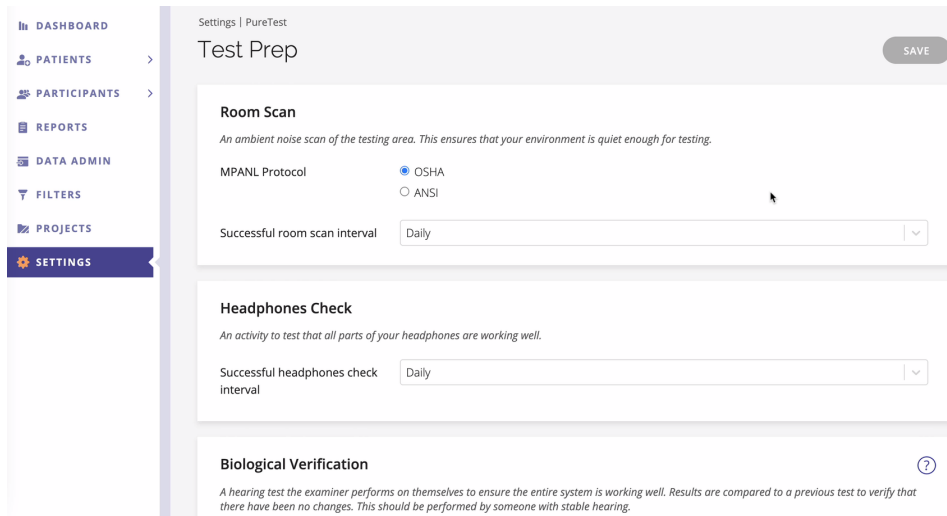 DASHBOARD
PATIENTS
PARTICIPANTS
REPORTS
DATA ADMIN
FILTERS
PROJECTS
SETTINGS
Settings | PureTest
Test Prep
SAVE
Room Scan
An ambient noise scan of the testing area. This ensures that your environment is quiet enough for testing.
MPANL Protocol
OSHA
ANSI
Successful room scan interval
Daily
Headphones Check
An activity to test that all parts of your headphones are working well.
Successful headphones check
interval
Daily
Biological Verification
?
A hearing test the examiner performs on themselves to ensure the entire system is working well. Results are compared to a previous test to verify that
there have been no changes. This should be performed by someone with stable hearing.